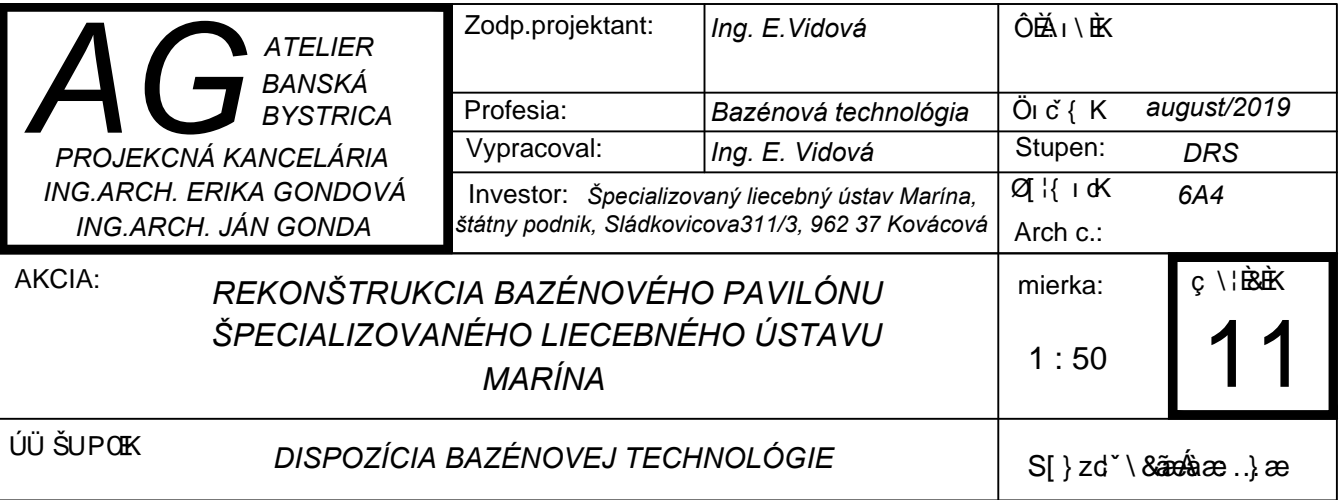 AG
ATELIER
BANSKÁ
BYSTRICA
PROJEKCNÁ KANCELÁRIA
ING.ARCH. ERIKA GONDOVÁ
ING.ARCH. JÁN GONDA
Zodp.projektant: Ing. E.Vidová
Profesia: Bazénová technológia august/2019
Vypracoval: Ing. E. Vidová Stupen: DRS
Investor: Špecializovaný liecebný ústav Marína,
štátny podnik, Sládkovicova311/3, 962 37 Kovácová
6A4
Arch c.:
AKCIA:
REKONŠTRUKCIA BAZÉNOVÉHO PAVILÓNU
ŠPECIALIZOVANÉHO LIECEBNÉHO ÚSTAVU
MARÍNA
mierka:
1 : 50
11
DISPOZÍCIA BAZÉNOVEJ TECHNOLÓGIE